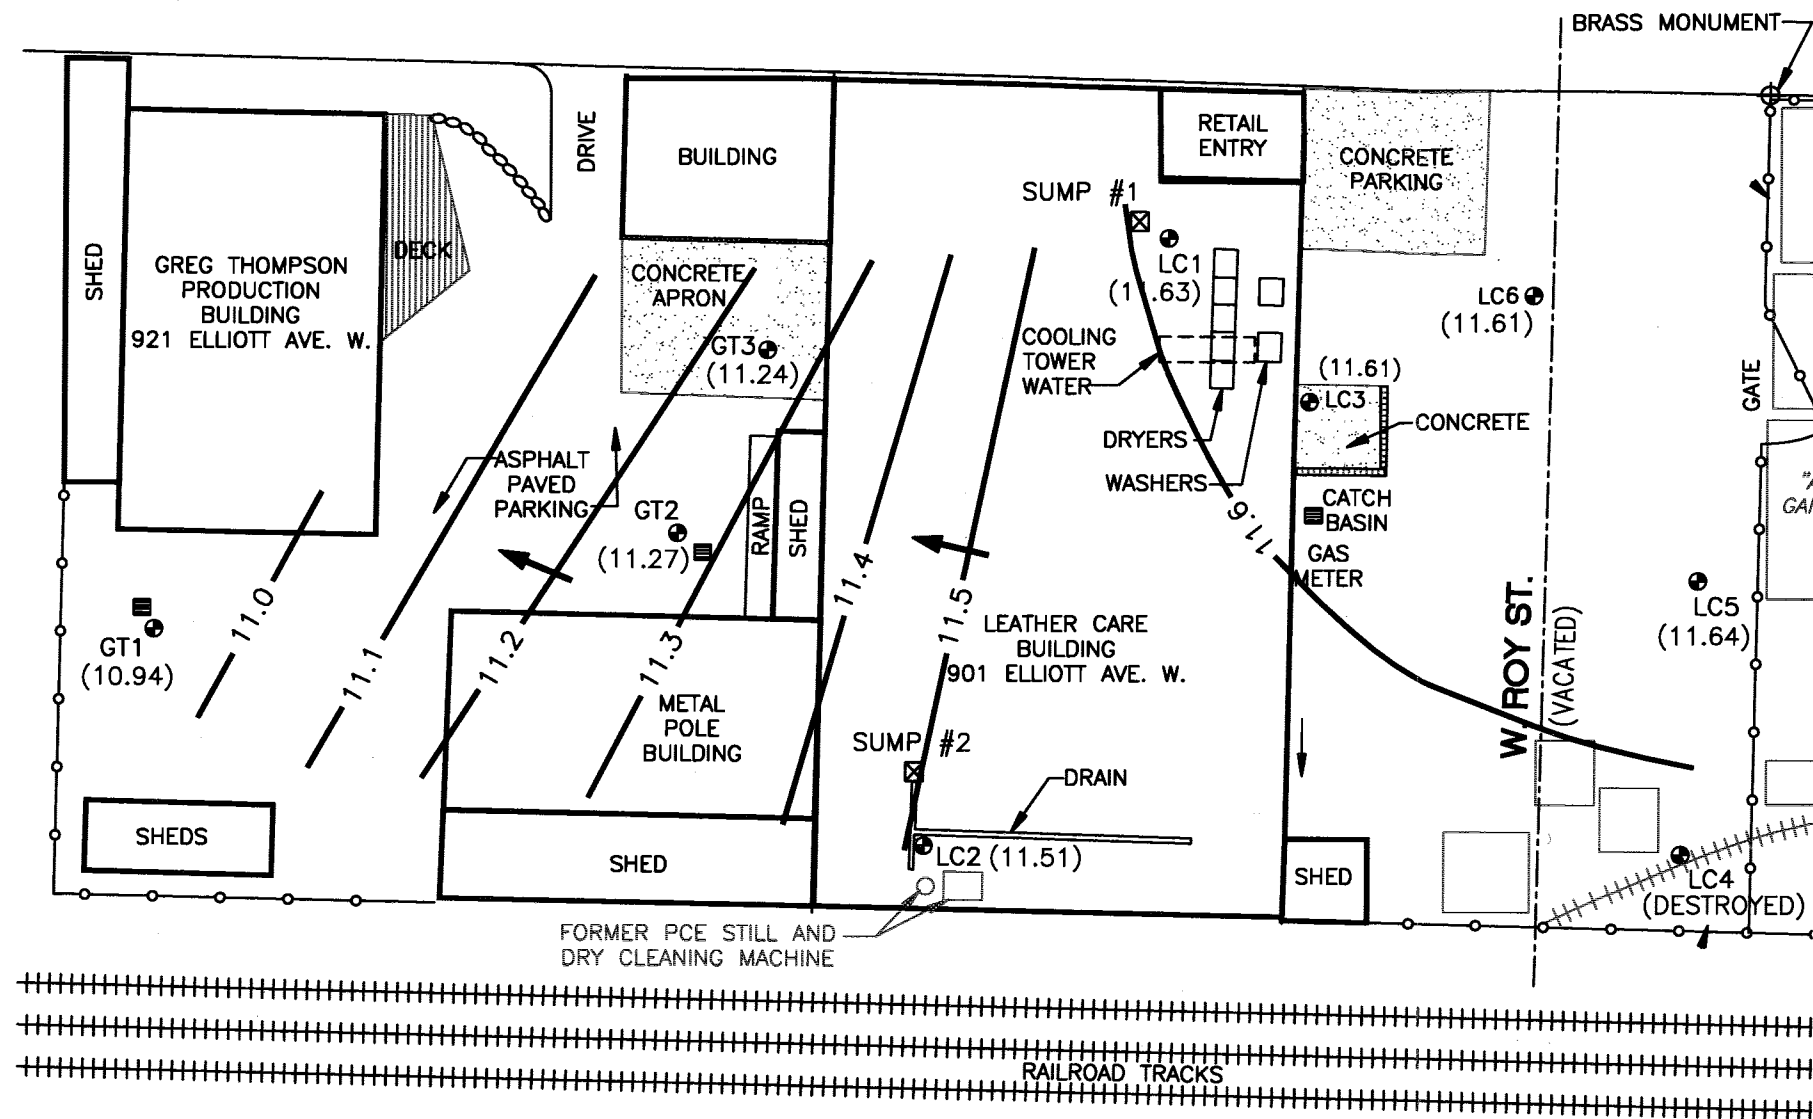 BRASS MONUMENT
SHED
GREG THOMPSON
PRODUCTION
BUILDING
921 ELLIOTT AVE. W.
DECK
DRIVE
BUILDING
CONCRETE
APRON
GT3
(11.24)
RETAIL
ENTRY
CONCRETE
PARKING
SUMP #1
LC1
(11.63)
COOLING
TOWER
WATER
DRYERS
WASHERS
LC6
(11.61)
(11.61)
LC3
CONCRETE
CATCH
BASIN
GAS
METER
GATE
ASPHALT
PAVED
PARKING
GT2
(11.27)
RAMP
SHED
GT1
(10.94)
11.0
11.1
11.2
11.3
11.4
11.5
11.6
LEATHER CARE
BUILDING
901 ELLIOTT AVE. W.
METAL
POLE
BUILDING
W. ROY ST.
(VACATED)
LC5
(11.64)
SUMP #2
DRAIN
LC2 (11.51)
SHEDS
SHED
SHED
LC4
(DESTROYED)
FORMER PCE STILL AND
DRY CLEANING MACHINE
RAILROAD TRACKS